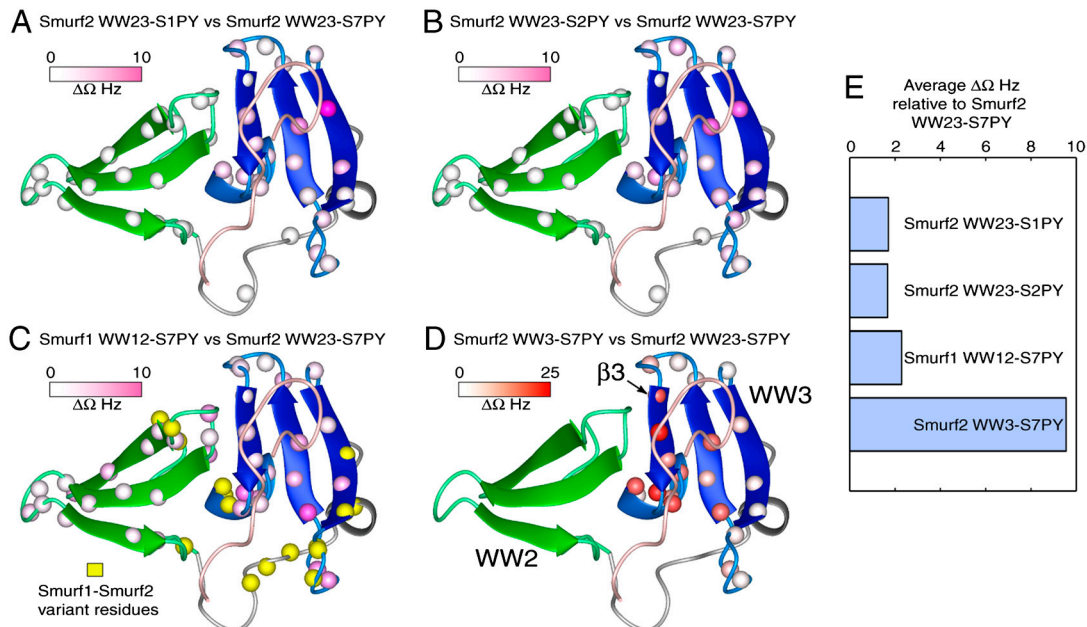 A Smurf2 WW23-S1PY vs Smurf2 WW23-S7PY
0 10
ΔΩ Hz
B Smurf2 WW23-S2PY vs Smurf2 WW23-S7PY
0 10
ΔΩ Hz
C Smurf1 WW12-S7PY vs Smurf2 WW23-S7PY
0 10
ΔΩ Hz
Smurf1-Smurf2
variant residues
D Smurf2 WW3-S7PY vs Smurf2 WW23-S7PY
0 25
ΔΩ Hz
β3
WW3
WW2
E Average ΔΩ Hz
relative to Smurf2
WW23-S7PY
0 2 4 6 8 10
Smurf2 WW23-S1PY
Smurf2 WW23-S2PY
Smurf1 WW12-S7PY
Smurf2 WW3-S7PY